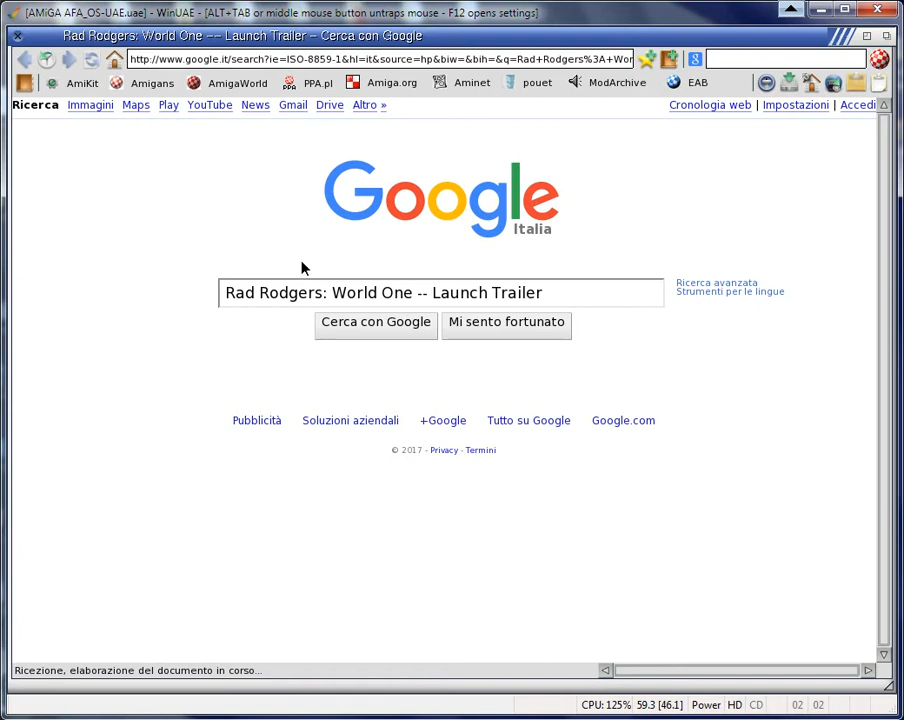 [AMiGA AFA_OS-UAE.uae] - WinUAE - [ALT+TAB or middle mouse button untraps mouse - F12 opens settings]
Rad Rodgers: World One -- Launch Trailer - Cerca con Google
http://www.google.it/search?ie=ISO-8859-1&hl=it&source=hp&biw=&bih=&q=Rad+Rodgers%3A+Wor
AmiKit Amigans PPA.pl AmigaWorld Amiga.org Aminet pouet ModArchive EAB
Ricerca Immagini Maps Play YouTube News Gmail Drive Altro » Cronologia web | Impostazioni | Accedi
Google
Italia
Rad Rodgers: World One -- Launch Trailer
Ricerca avanzata
Strumenti per le lingue
Cerca con Google Mi sento fortunato
Pubblicità Soluzioni aziendali +Google Tutto su Google Google.com
© 2017 - Privacy - Termini
Ricezione, elaborazione del documento in corso...
CPU: 125% 59.3 [46.1] Power HD CD 02 02